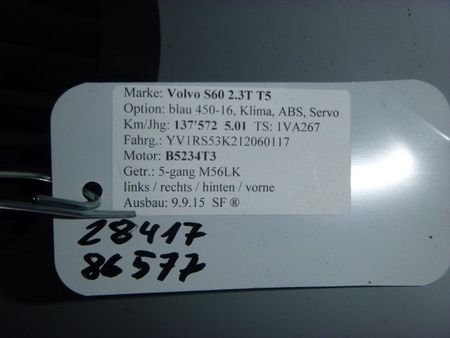 Marke: Volvo S60 2.3T T5
Option: blau 450-16, Klima, ABS, Servo
Km/Jhg: 137'572 5.01 TS: 1VA267
Fahrg.: YV1RS53K212060117
Motor: B5234T3
Getr.: 5-gang M56LK
links / rechts / hinten / vorne
Ausbau: 9.9.15 SF ®
28417
86577